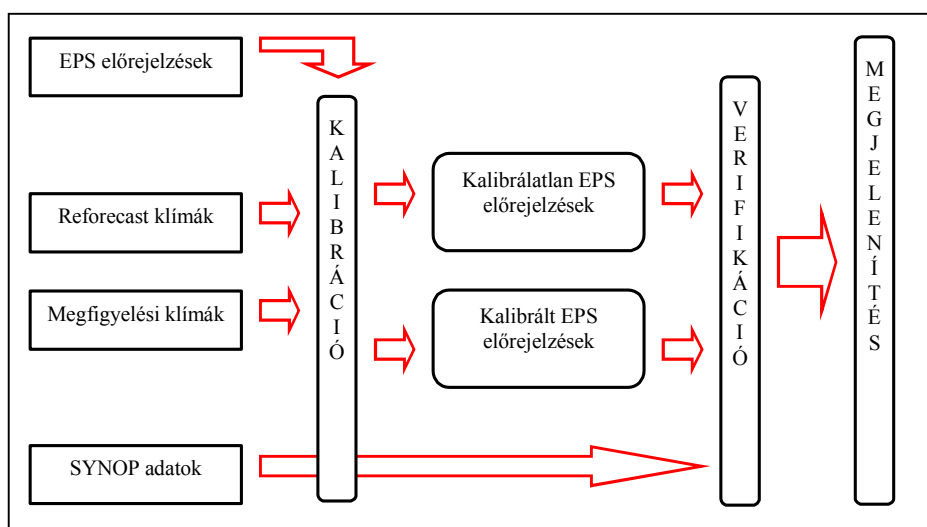 EPS előrejelzések
Reforecast klímák
Megfigyelési klímák
SYNOP adatok
KALIBRÁCIÓ
Kalibrálatlan EPS
előrejelzések
Kalibrált EPS
előrejelzések
VERIFIKÁCIÓ
MEGJELENÍTÉS